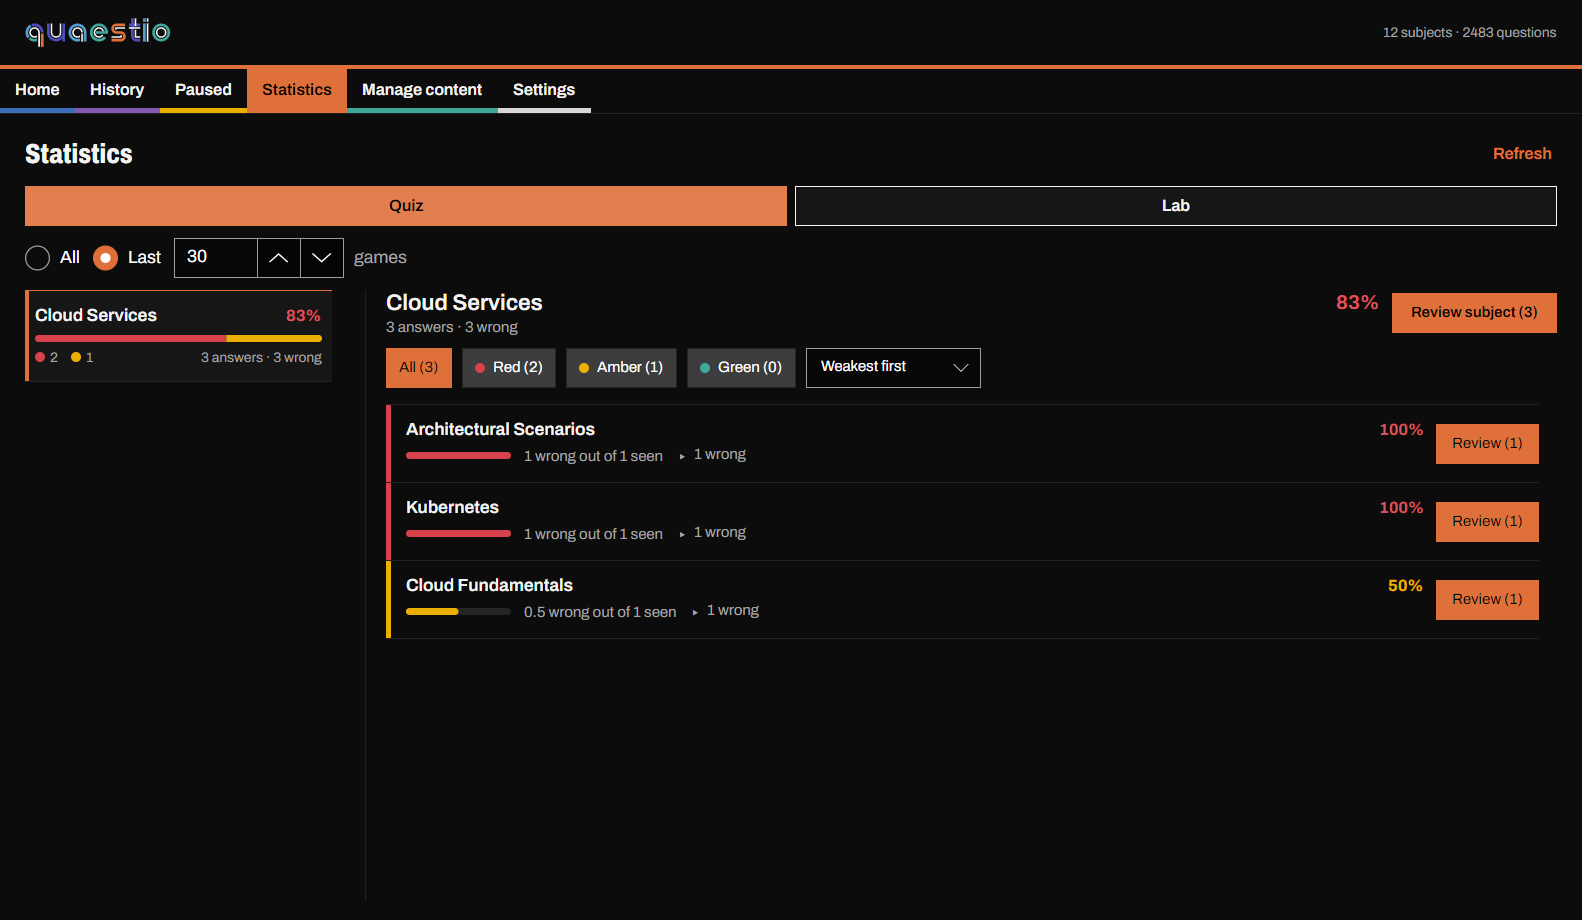 quaestio
12 subjects · 2483 questions
Home History Paused Statistics Manage content Settings
Statistics
Refresh
Quiz
Lab
All Last 30 games
Cloud Services 83%
2 1 3 answers · 3 wrong
Cloud Services
3 answers · 3 wrong
83%
Review subject (3)
All (3) Red (2) Amber (1) Green (0) Weakest first
Architectural Scenarios
1 wrong out of 1 seen ▸ 1 wrong
100%
Review (1)
Kubernetes
1 wrong out of 1 seen ▸ 1 wrong
100%
Review (1)
Cloud Fundamentals
0.5 wrong out of 1 seen ▸ 1 wrong
50%
Review (1)